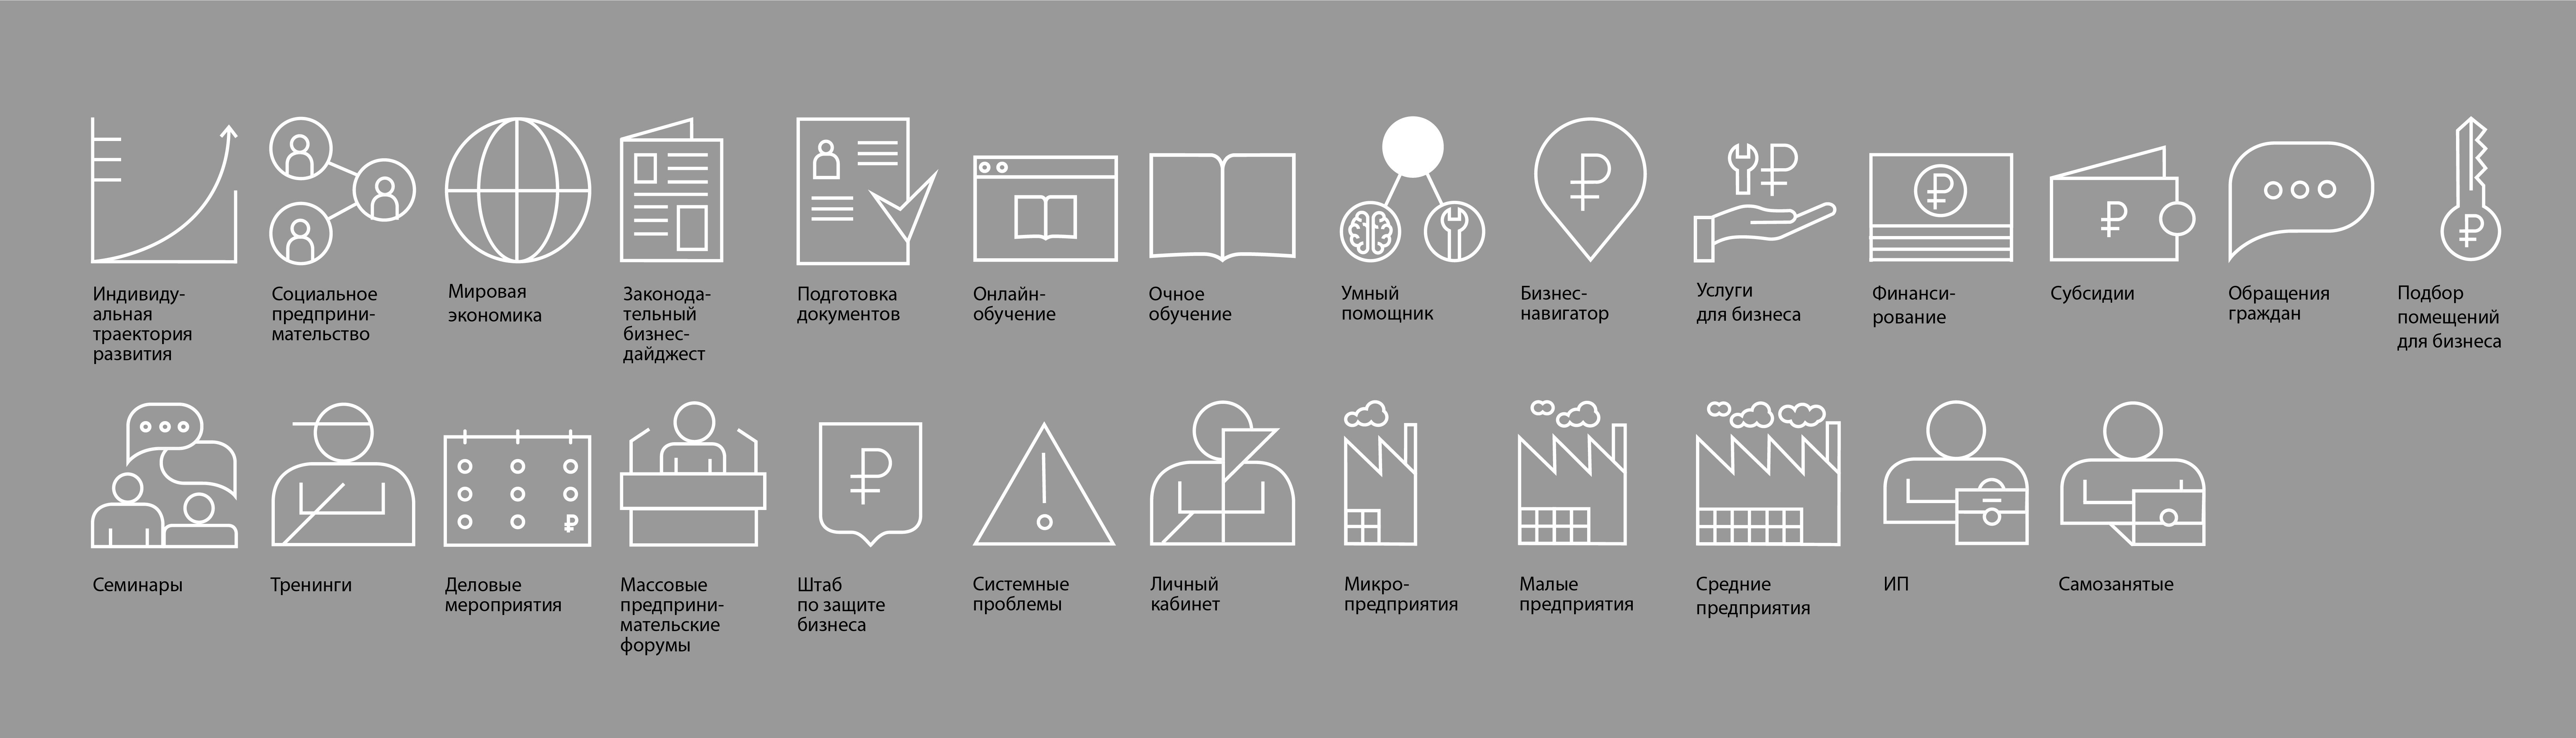 Индивиду-
альная
траектория
развития
Социальное
предприни-
мательство
Мировая
экономика
Законода-
тельный
бизнес-
дайджест
Подготовка
документов
Онлайн-
обучение
Очное
обучение
Умный
помощник
Бизнес-
навигатор
Услуги
для бизнеса
Финанси-
рование
Субсидии
Обращения
граждан
Подбор
помещений
для бизнеса
Семинары
Тренинги
Деловые
мероприятия
Массовые
предприни-
мательские
форумы
Штаб
по защите
бизнеса
Системные
проблемы
Личный
кабинет
Микро-
предприятия
Малые
предприятия
Средние
предприятия
ИП
Самозанятые